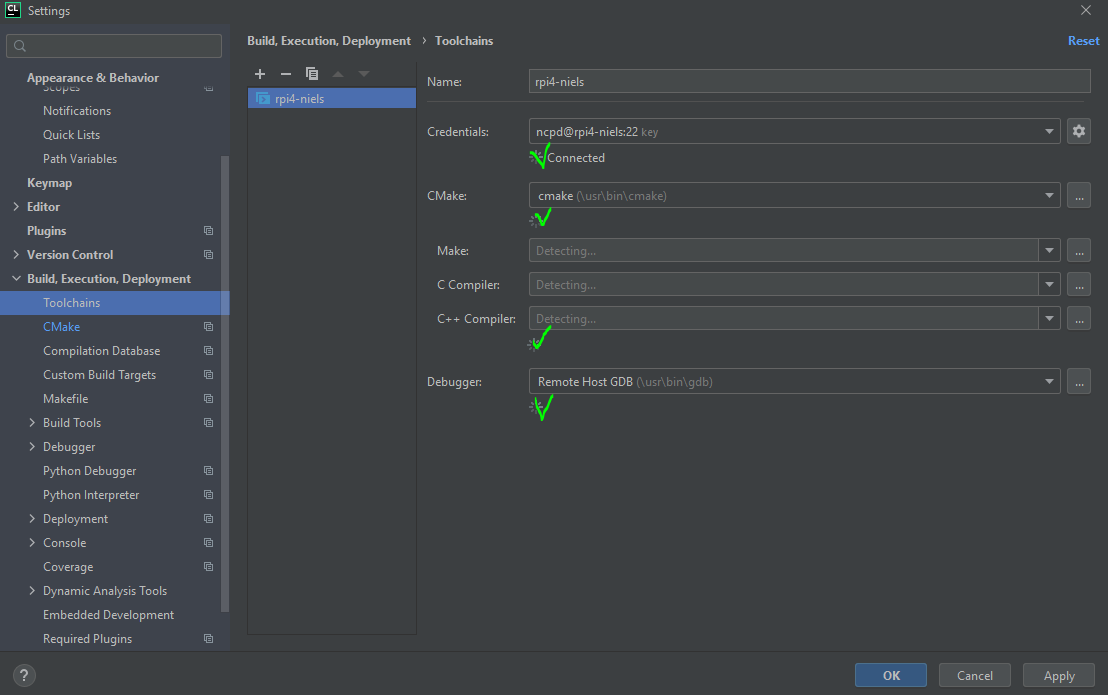 CL Settings
Build, Execution, Deployment › Toolchains
Reset
Appearance & Behavior
Scopes
Notifications
Quick Lists
Path Variables
Keymap
Editor
Plugins
Version Control
Build, Execution, Deployment
Toolchains
CMake
Compilation Database
Custom Build Targets
Makefile
Build Tools
Debugger
Python Debugger
Python Interpreter
Deployment
Console
Coverage
Dynamic Analysis Tools
Embedded Development
Required Plugins
rpi4-niels
Name: rpi4-niels
Credentials: ncpd@rpi4-niels:22 key
Connected
CMake: cmake (\usr\bin\cmake)
...
Make: Detecting...
...
C Compiler: Detecting...
...
C++ Compiler: Detecting...
...
Debugger: Remote Host GDB (\usr\bin\gdb)
...
?
OK
Cancel
Apply